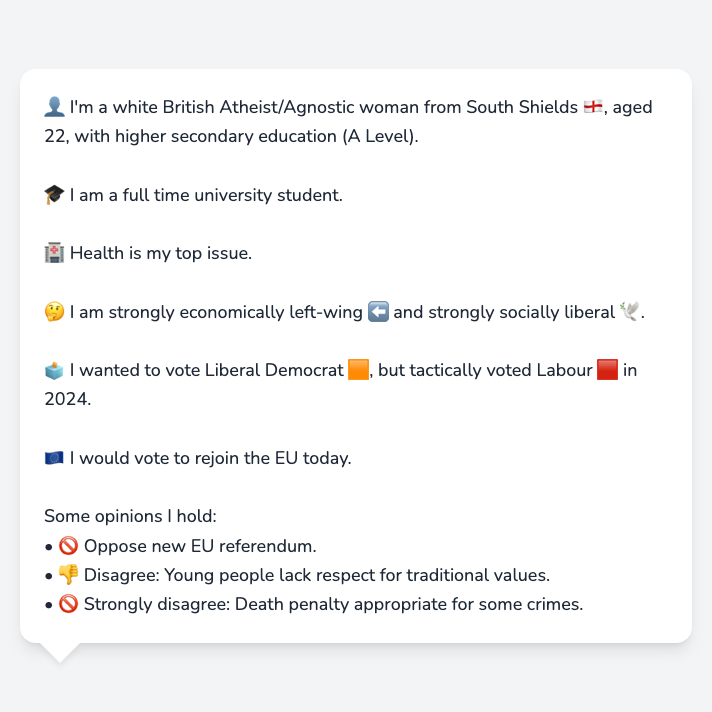 👤 I'm a white British Atheist/Agnostic woman from South Shields 🏴󠁧󠁢󠁥󠁮󠁧󠁿, aged
22, with higher secondary education (A Level).
🎓 I am a full time university student.
🏥 Health is my top issue.
🤔 I am strongly economically left-wing ⬅️ and strongly socially liberal 🕊️.
🗳️ I wanted to vote Liberal Democrat 🟧, but tactically voted Labour 🟥 in
2024.
🇪🇺 I would vote to rejoin the EU today.
Some opinions I hold:
• 🚫 Oppose new EU referendum.
• 👎 Disagree: Young people lack respect for traditional values.
• 🚫 Strongly disagree: Death penalty appropriate for some crimes.